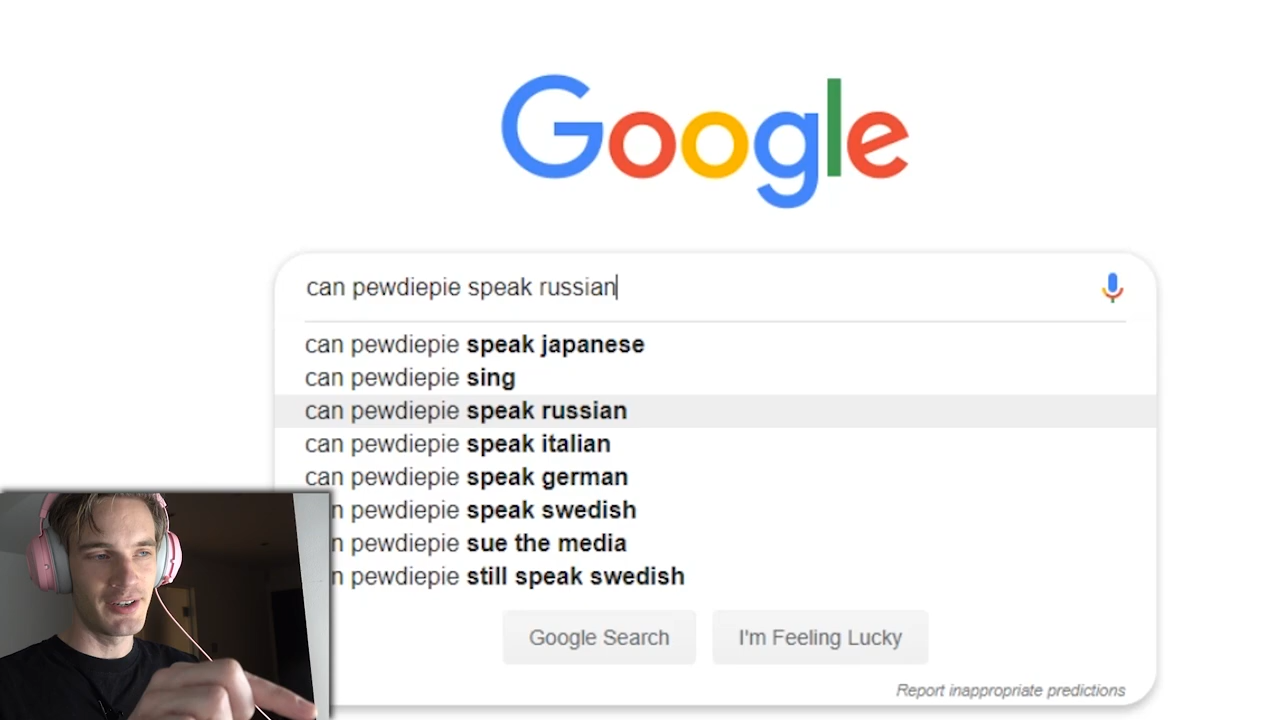 Google
can pewdiepie speak russian
can pewdiepie speak japanese
can pewdiepie sing
can pewdiepie speak russian
can pewdiepie speak italian
can pewdiepie speak german
n pewdiepie speak swedish
n pewdiepie sue the media
n pewdiepie still speak swedish
Google Search
I'm Feeling Lucky
Report inappropriate predictions